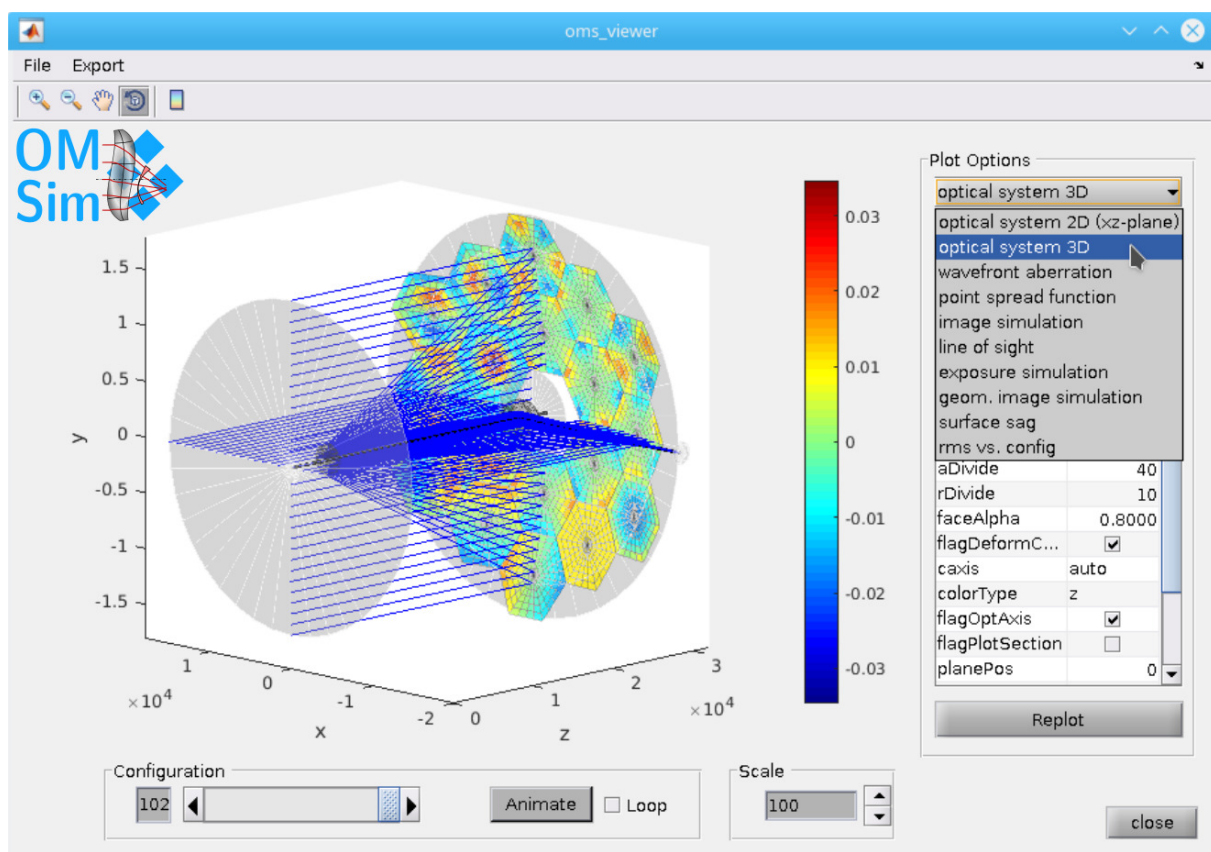 oms_viewer
File Export
OM
Sim
Plot Options
optical system 3D
optical system 2D (xz-plane)
optical system 3D
wavefront aberration
point spread function
image simulation
line of sight
exposure simulation
geom. image simulation
surface sag
rms vs. config
aDivide 40
rDivide 10
faceAlpha 0.8000
flagDeformC...
caxis auto
colorType z
flagOptAxis
flagPlotSection
planePos 0
Replot
1.5
1
0.5
0
-0.5
-1
-1.5
y
1
0
-1
-2
×10⁴
x
0
1
2
3
×10⁴
z
0.03
0.02
0.01
0
-0.01
-0.02
-0.03
Configuration
102
Animate
Loop
Scale
100
close